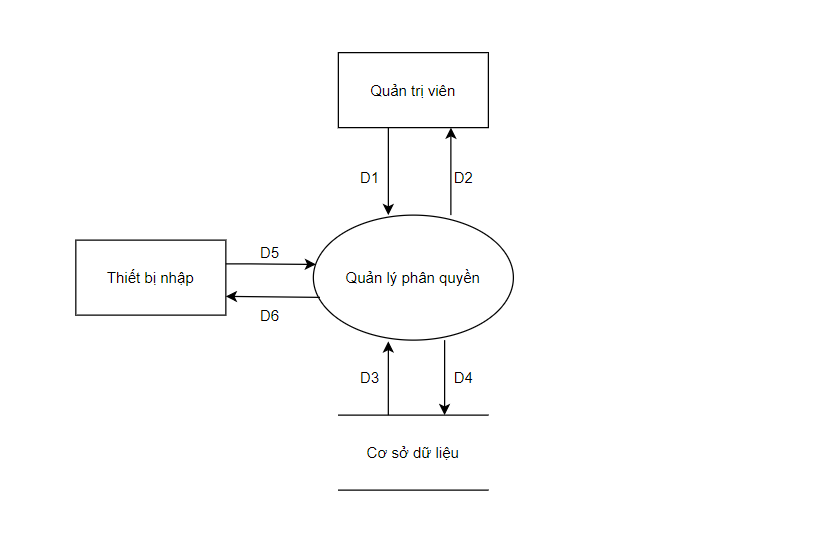 Quản trị viên
D1
D2
Thiết bị nhập
D5
Quản lý phân quyền
D6
D3
D4
Cơ sở dữ liệu